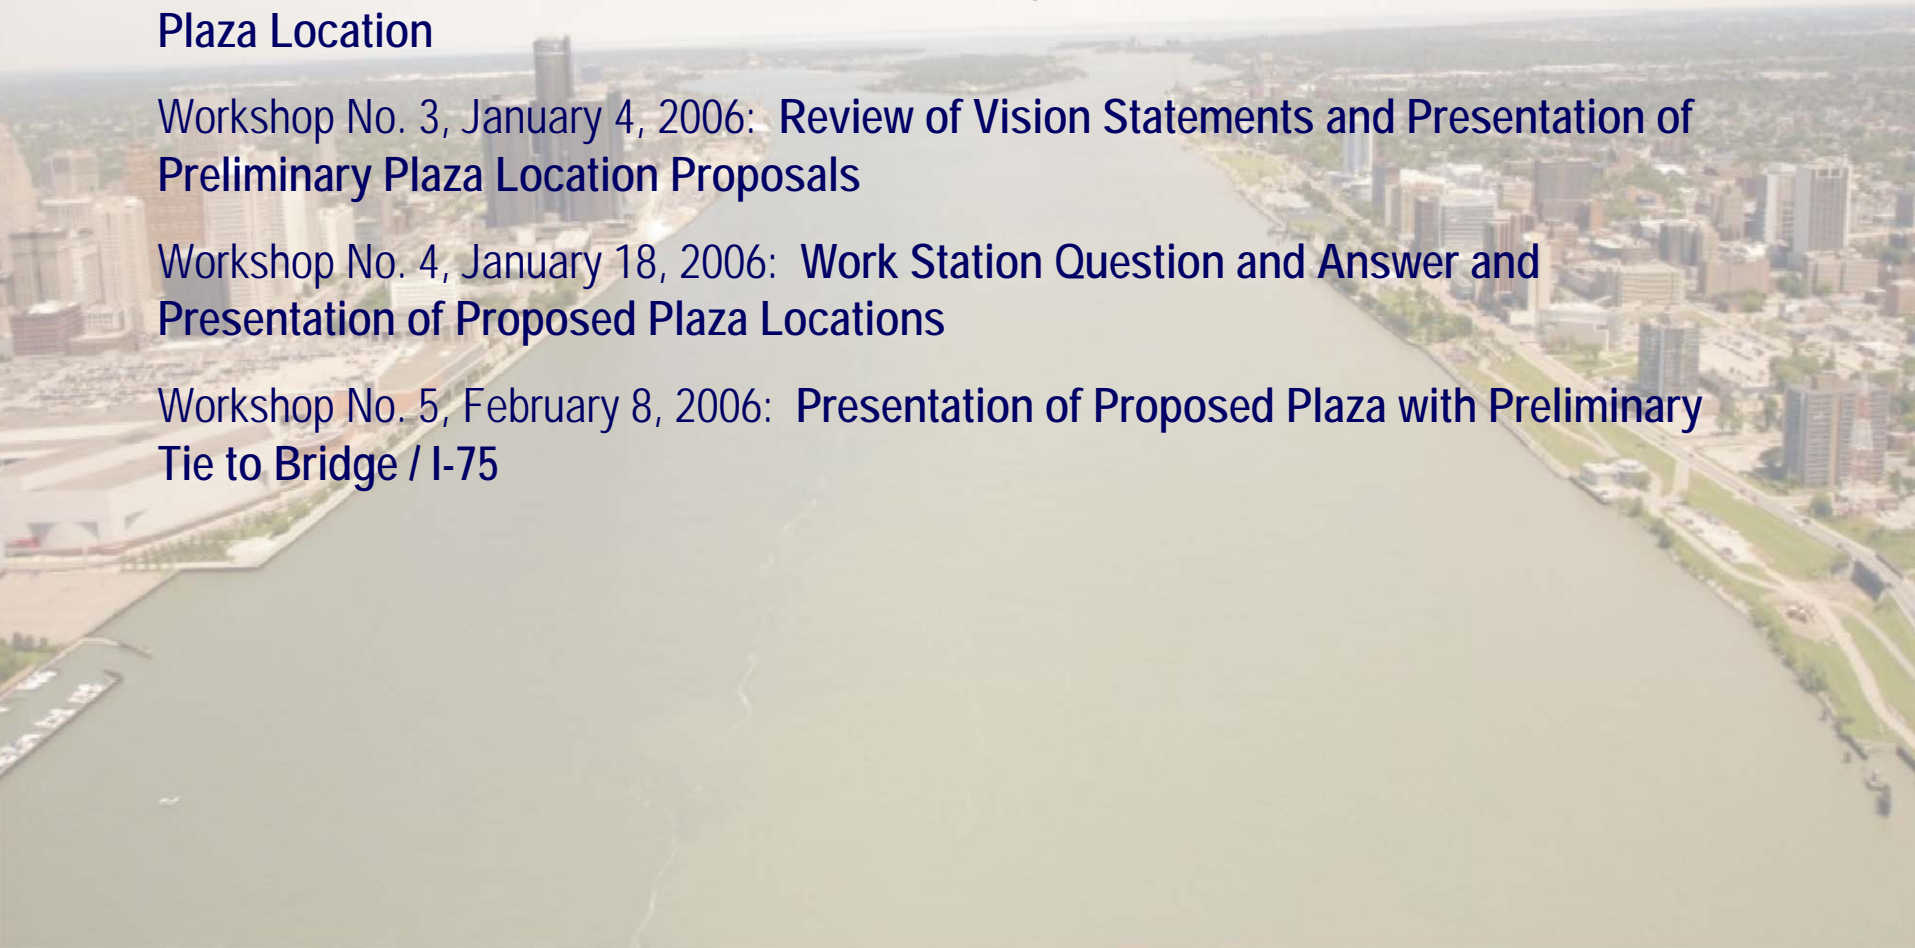 Plaza Location
Workshop No. 3, January 4, 2006: Review of Vision Statements and Presentation of
Preliminary Plaza Location Proposals
Workshop No. 4, January 18, 2006: Work Station Question and Answer and
Presentation of Proposed Plaza Locations
Workshop No. 5, February 8, 2006: Presentation of Proposed Plaza with Preliminary
Tie to Bridge / I-75